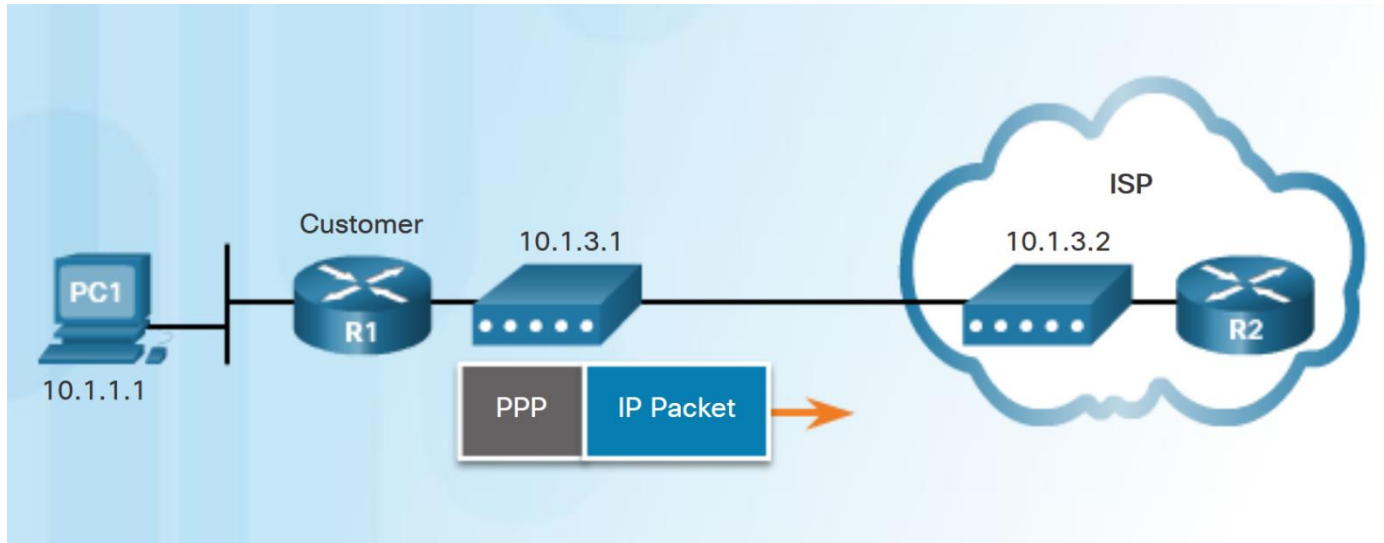 ISP
Customer
10.1.3.1
10.1.3.2
PC1
R1
R2
10.1.1.1
PPP
IP Packet